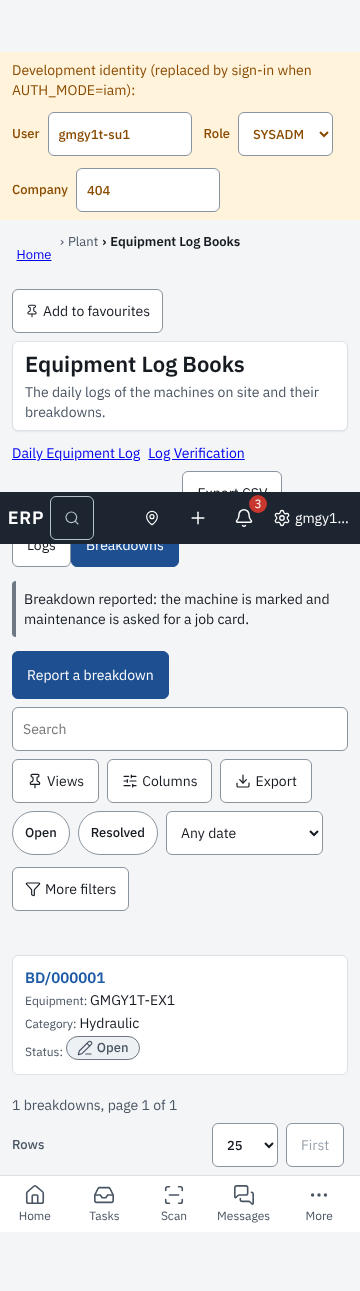 Development identity (replaced by sign-in when
AUTH_MODE=iam):
User gmgy1t-su1 Role SYSADM
Company 404
Home › Plant › Equipment Log Books
Add to favourites
Equipment Log Books
The daily logs of the machines on site and their
breakdowns.
Daily Equipment Log Log Verification
Export CSV
ERP 3 gmgy1...
Logs Breakdowns
Breakdown reported: the machine is marked and
maintenance is asked for a job card.
Report a breakdown
Search
Views Columns Export
Open Resolved Any date
More filters
BD/000001
Equipment: GMGY1T-EX1
Category: Hydraulic
Status: Open
1 breakdowns, page 1 of 1
Rows 25 First
Home Tasks Scan Messages More